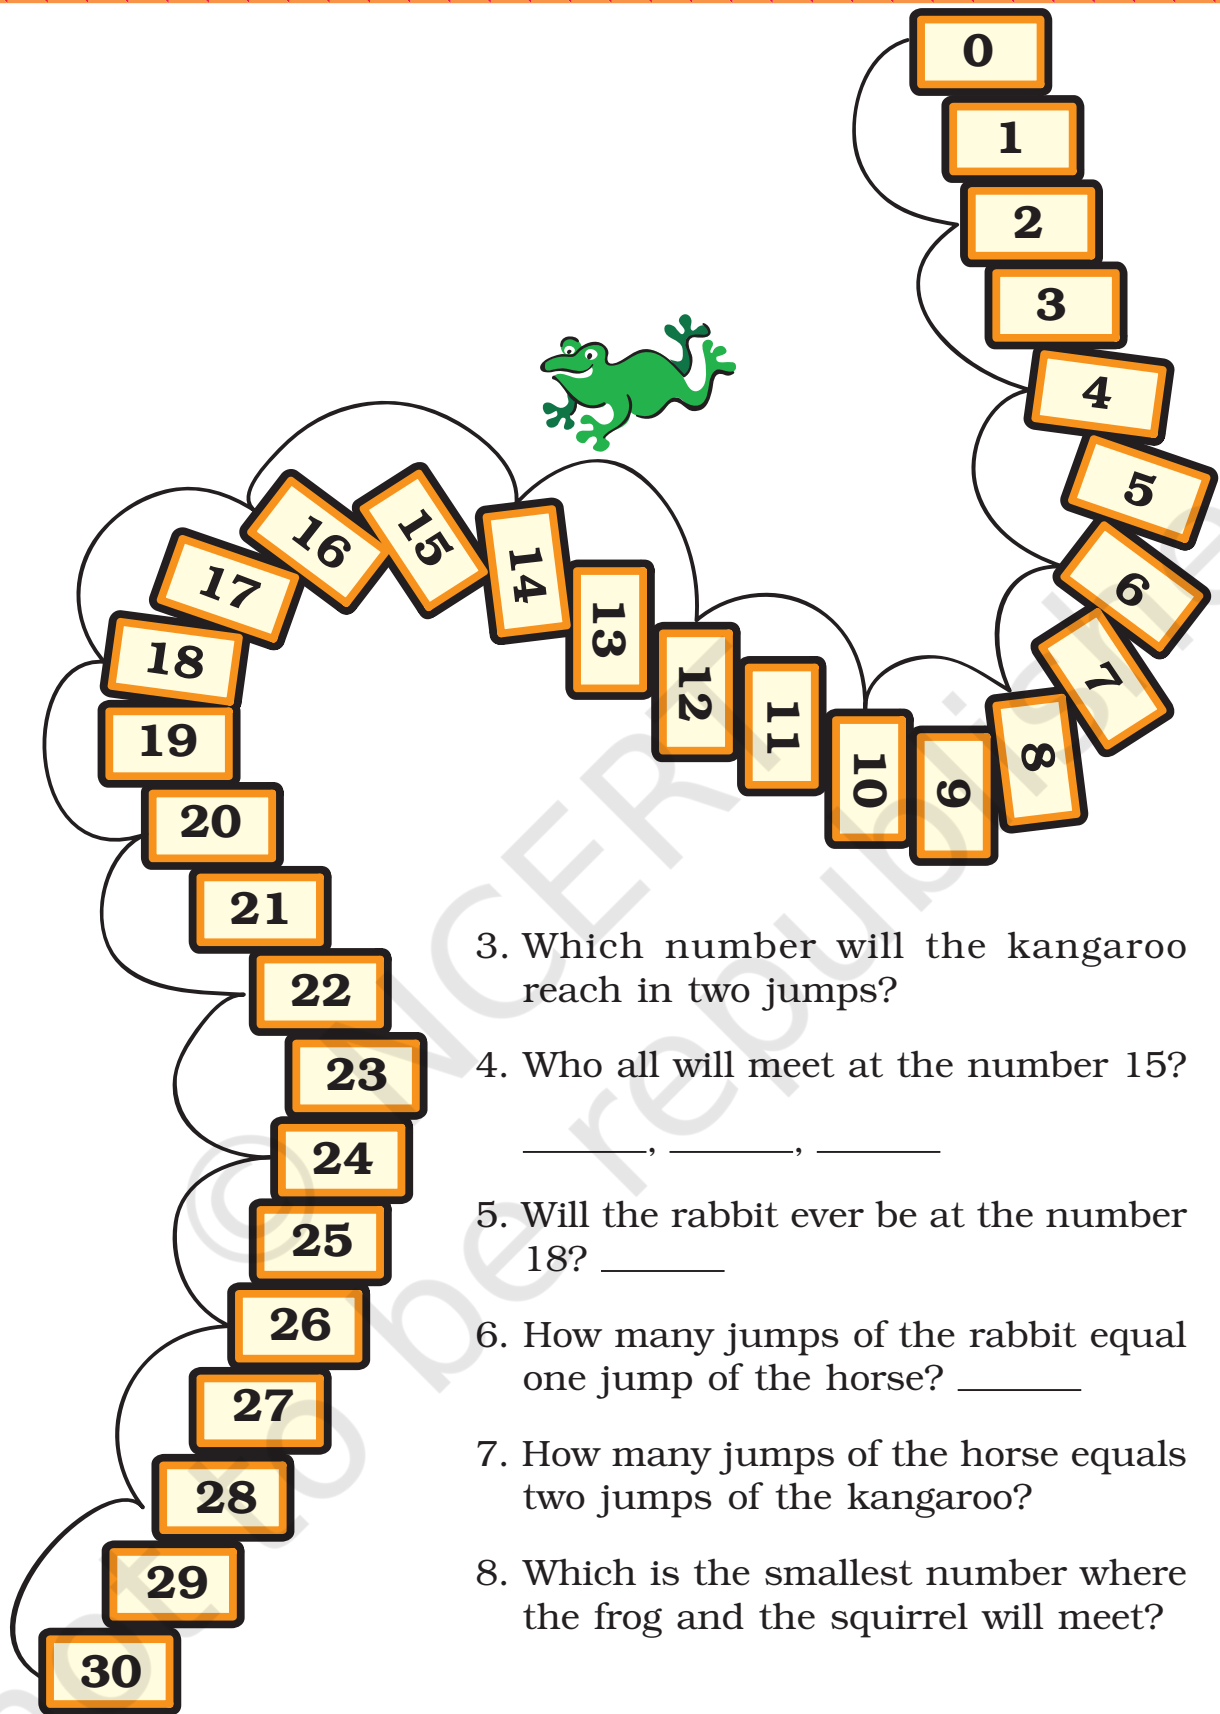 0
1
2
3
4
5
6
7
8
9
10
11
12
13
14
15
16
17
18
19
20
21
22
23
24
25
26
27
28
29
30
3. Which number will the kangaroo
reach in two jumps?
4. Who all will meet at the number 15?
______, ______, ______
5. Will the rabbit ever be at the number
18? ______
6. How many jumps of the rabbit equal
one jump of the horse? ______
7. How many jumps of the horse equals
two jumps of the kangaroo?
8. Which is the smallest number where
the frog and the squirrel will meet?
© NCERT
not to be republishe